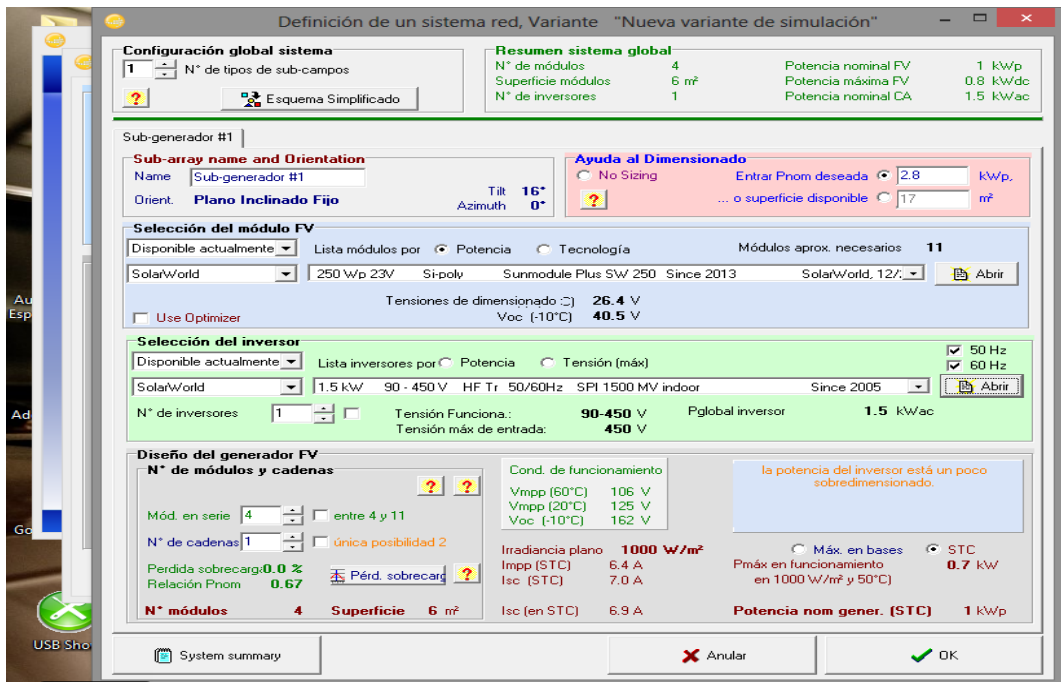 Definición de un sistema red, Variante "Nueva variante de simulación"
Configuración global sistema
1 N° de tipos de sub-campos
? Esquema Simplificado
Resumen sistema global
N° de módulos 4 Potencia nominal FV 1 kWp
Superficie módulos 6 m² Potencia máxima FV 0.8 kWdc
N° de inversores 1 Potencia nominal CA 1.5 kWac
Sub-generador #1
Sub-array name and Orientation
Name Sub-generador #1
Orient. Plano Inclinado Fijo
Tilt 16°
Azimuth 0°
Ayuda al Dimensionado
No Sizing Entrar Pnom deseada 2.8 kWp,
? ... o superficie disponible 17 m²
Selección del módulo FV
Disponible actualmente Lista módulos por Potencia Tecnología Módulos aprox. necesarios 11
SolarWorld 250 Wp 23V Si-poly Sunmodule Plus SW 250 Since 2013 SolarWorld, 12/ Abrir
Tensiones de dimensionado 26.4 V
Use Optimizer Voc (-10°C) 40.5 V
Selección del inversor
Disponible actualmente Lista inversores por Potencia Tensión (máx) 50 Hz
60 Hz
SolarWorld 1.5 kW 90 - 450 V HF Tr 50/60Hz SPI 1500 MV indoor Since 2005 Abrir
N° de inversores 1 Tensión Funciona.: 90-450 V Pglobal inversor 1.5 kWac
Tensión máx de entrada: 450 V
Diseño del generador FV
N° de módulos y cadenas
? ?
Mód. en serie 4 entre 4 y 11
N° de cadenas 1 única posibilidad 2
Perdida sobrecarga 0.0 %
Relación Pnom 0.67
Pérd. sobrecarg ?
N° módulos 4 Superficie 6 m²
Cond. de funcionamiento
Vmpp (60°C) 106 V
Vmpp (20°C) 125 V
Voc (-10°C) 162 V
Irradiancia plano 1000 W/m²
Impp (STC) 6.4 A
Isc (STC) 7.0 A
Isc (en STC) 6.9 A
la potencia del inversor está un poco
sobredimensionado.
Máx. en bases STC
Pmáx en funcionamiento 0.7 kW
en 1000 W/m² y 50°C)
Potencia nom gener. (STC) 1 kWp
System summary Anular OK
Au
Esp
Ad
Go
USB Sho